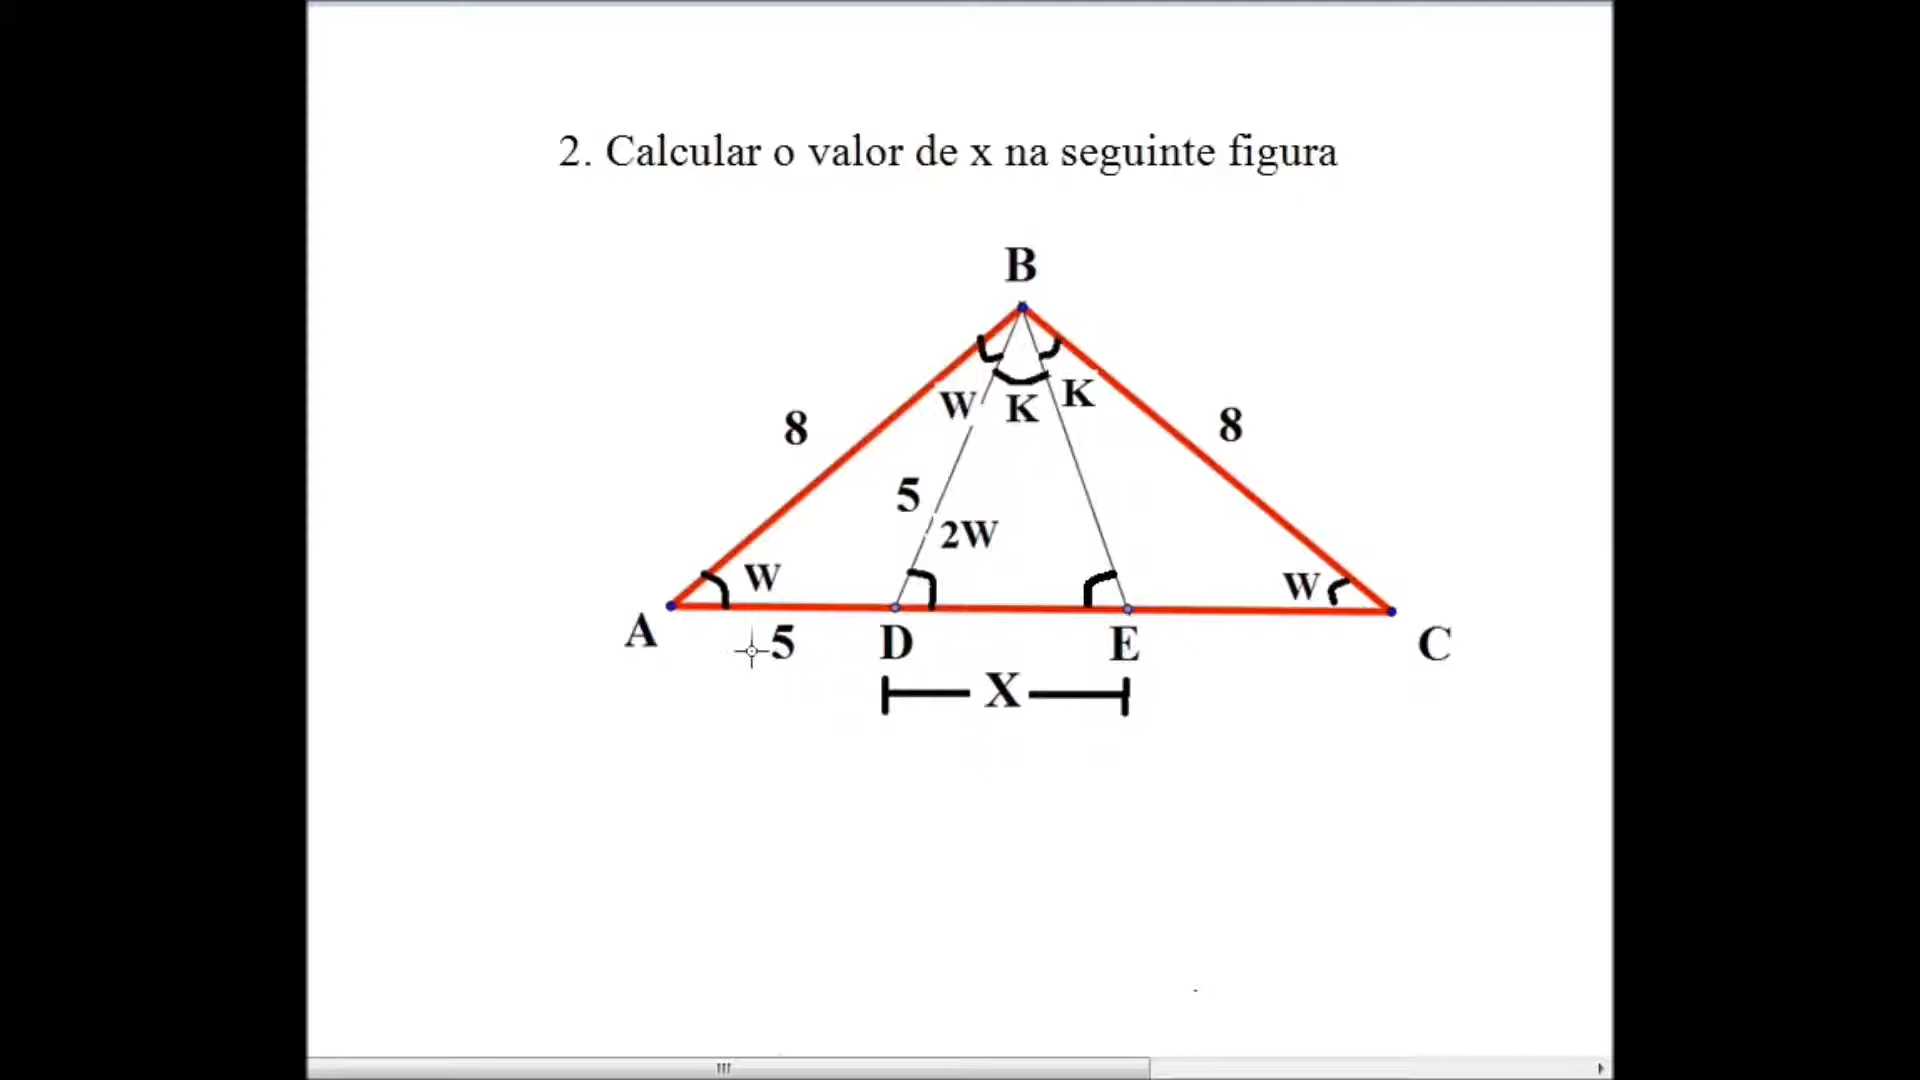 2. Calcular o valor de x na seguinte figura
B
W K K
8 8
5
2W
W W
A 5 D E C
X